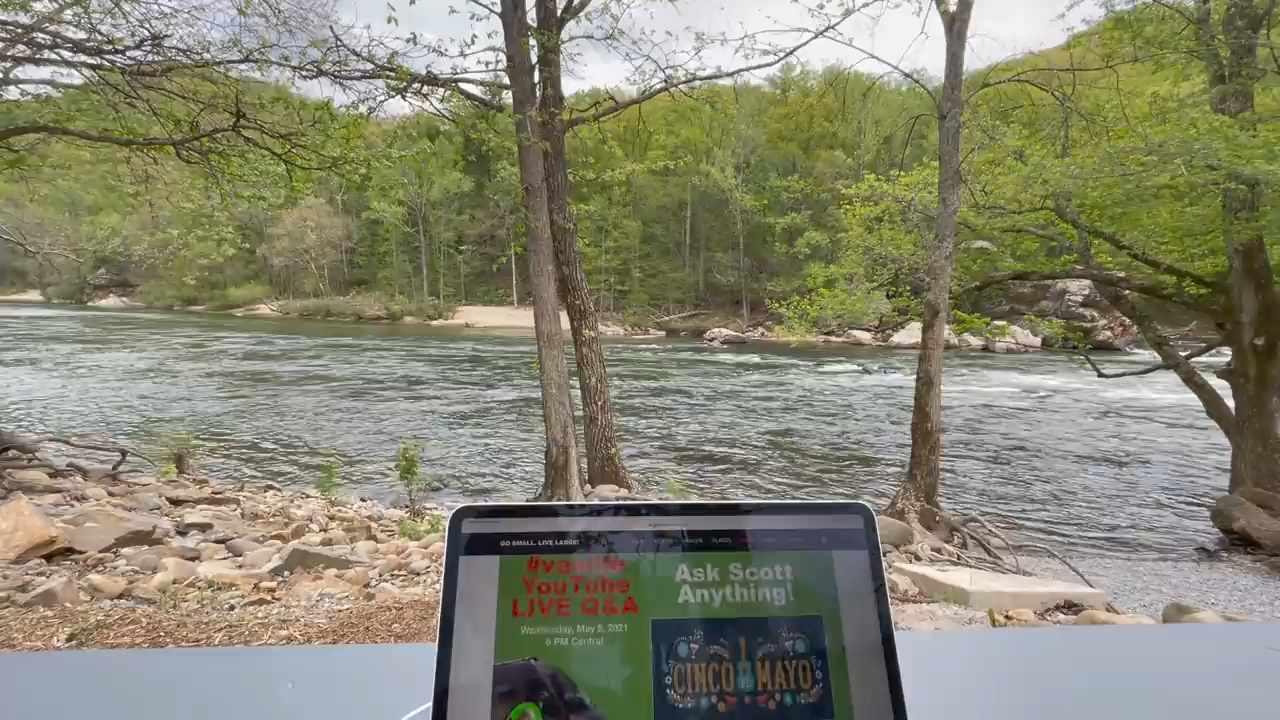 GO SMALL. LIVE LARGE!
#vanlife
YouTube
LIVE Q&A
Wednesday, May 5, 2021
6 PM Central
Ask Scott
Anything!
CINCO MAYO